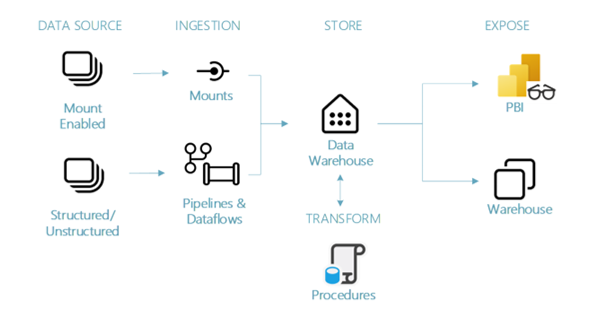 DATA SOURCE
INGESTION
STORE
EXPOSE
Mount
Enabled
Mounts
Data
Warehouse
PBI
Structured/
Unstructured
Pipelines &
Dataflows
Warehouse
TRANSFORM
Procedures